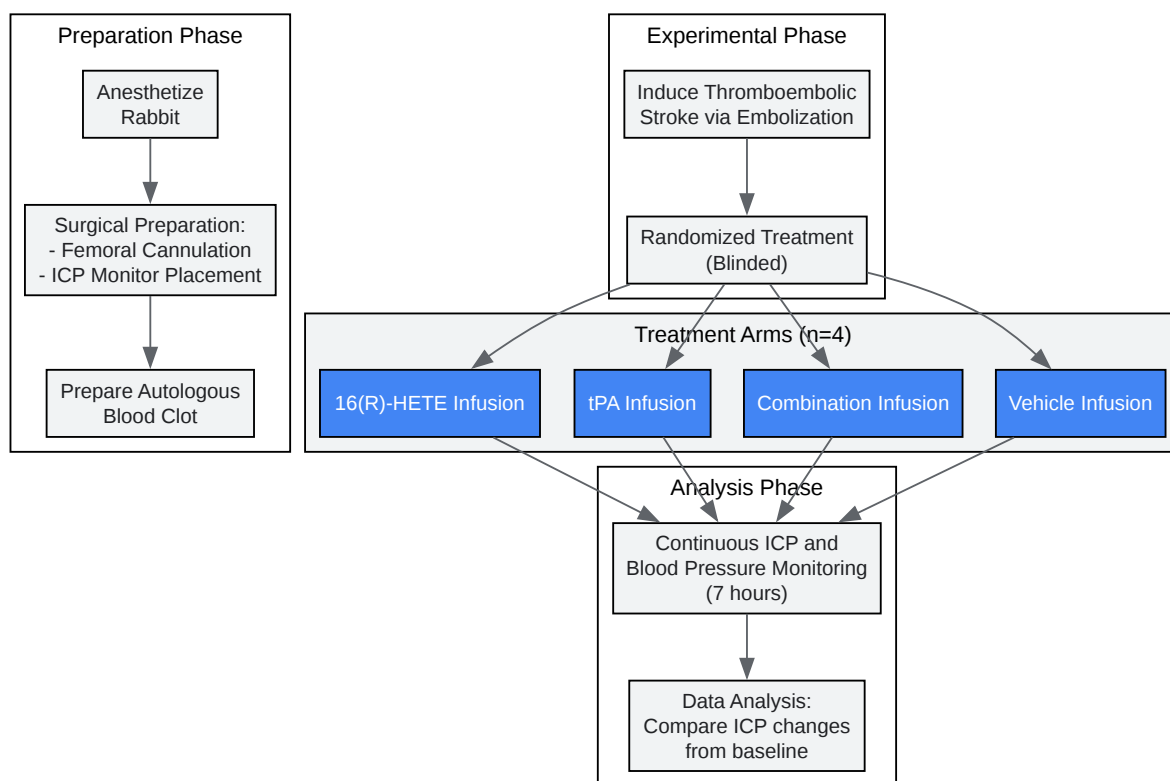 Preparation Phase
Anesthetize
Rabbit
Surgical Preparation:
- Femoral Cannulation
- ICP Monitor Placement
Prepare Autologous
Blood Clot
Experimental Phase
Induce Thromboembolic
Stroke via Embolization
Randomized Treatment
(Blinded)
Treatment Arms (n=4)
16(R)-HETE Infusion
tPA Infusion
Combination Infusion
Vehicle Infusion
Analysis Phase
Continuous ICP and
Blood Pressure Monitoring
(7 hours)
Data Analysis:
Compare ICP changes
from baseline